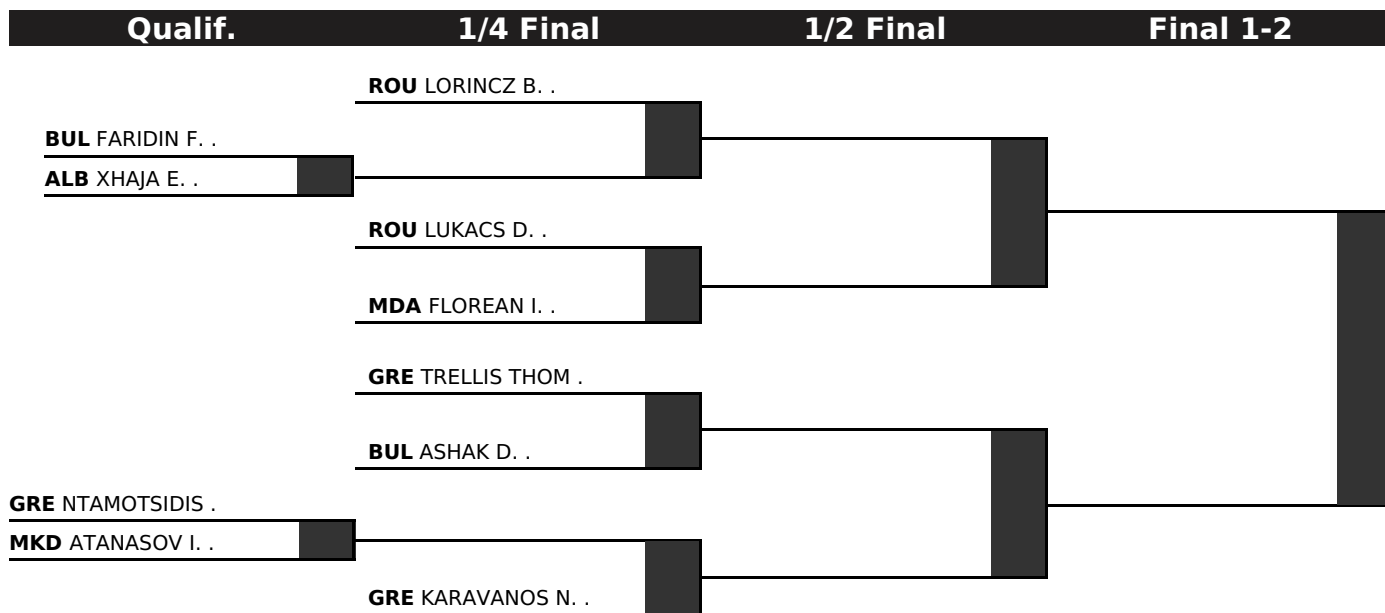 Qualif. 1/4 Final 1/2 Final Final 1-2
ROU LORINCZ B. .
BUL FARIDIN F. .
ALB XHAJA E. .
ROU LUKACS D. .
MDA FLOREAN I. .
GRE TRELLIS THOM .
BUL ASHAK D. .
GRE NTAMOTSIDIS .
MKD ATANASOV I. .
GRE KARAVANOS N. .